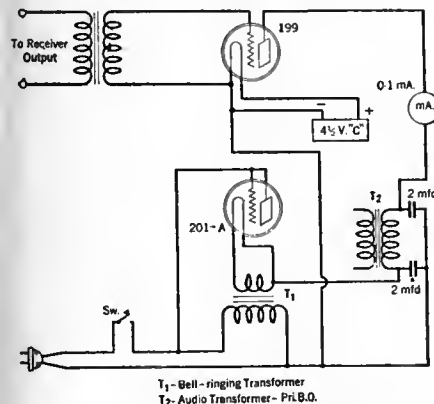 199
To Receiver
Output
0·1 mA.
mA.
- +
4½ V. "C"
T2
2 mfd
201-A
T1
2 mfd
Sw.
T1- Bell-ringing Transformer
T2- Audio Transformer- Pri.B.O.